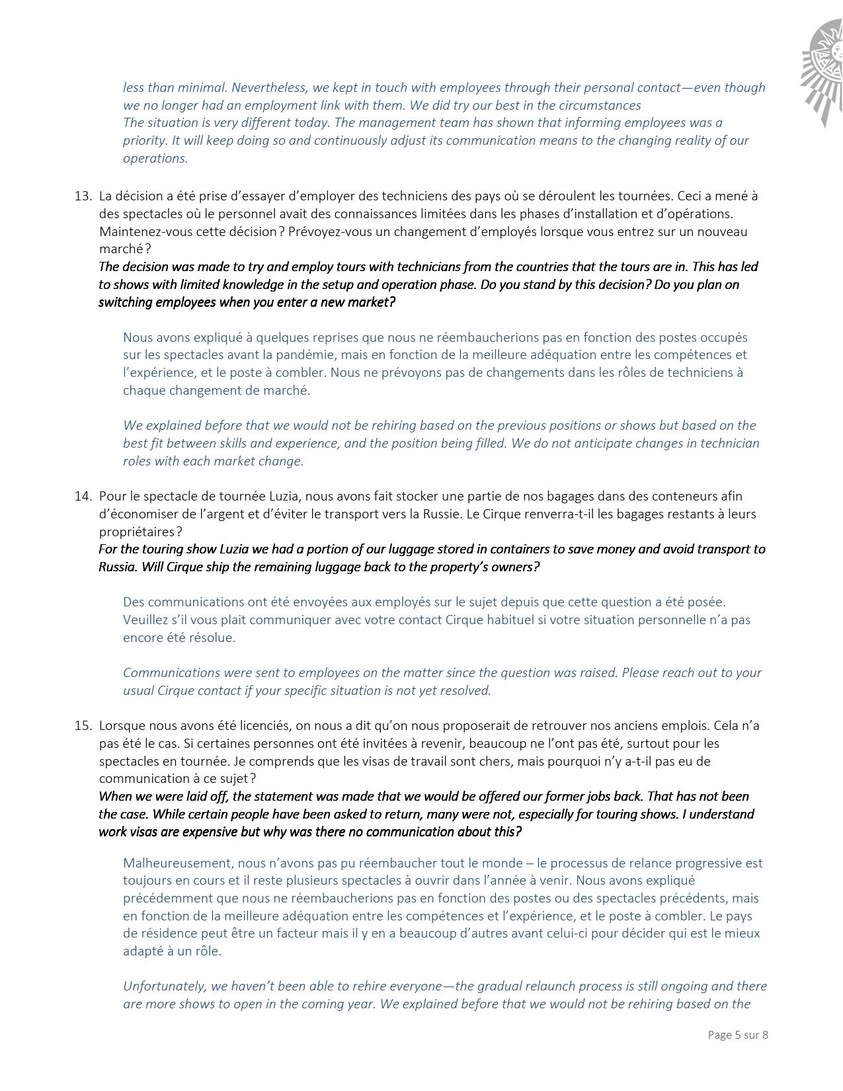 less than minimal. Nevertheless, we kept in touch with employees through their personal contact—even though
we no longer had an employment link with them. We did try our best in the circumstances
The situation is very different today. The management team has shown that informing employees was a
priority. It will keep doing so and continuously adjust its communication means to the changing reality of our
operations.
13. La décision a été prise d’essayer d’employer des techniciens des pays où se déroulent les tournées. Ceci a mené à
des spectacles où le personnel avait des connaissances limitées dans les phases d’installation et d’opérations.
Maintenez-vous cette décision ? Prévoyez-vous un changement d’employés lorsque vous entrez sur un nouveau
marché ?
The decision was made to try and employ tours with technicians from the countries that the tours are in. This has led
to shows with limited knowledge in the setup and operation phase. Do you stand by this decision? Do you plan on
switching employees when you enter a new market?
Nous avons expliqué à quelques reprises que nous ne réembaucherions pas en fonction des postes occupés
sur les spectacles avant la pandémie, mais en fonction de la meilleure adéquation entre les compétences et
l’expérience, et le poste à combler. Nous ne prévoyons pas de changements dans les rôles de techniciens à
chaque changement de marché.
We explained before that we would not be rehiring based on the previous positions or shows but based on the
best fit between skills and experience, and the position being filled. We do not anticipate changes in technician
roles with each market change.
14. Pour le spectacle de tournée Luzia, nous avons fait stocker une partie de nos bagages dans des conteneurs afin
d’économiser de l’argent et d’éviter le transport vers la Russie. Le Cirque renverra-t-il les bagages restants à leurs
propriétaires ?
For the touring show Luzia we had a portion of our luggage stored in containers to save money and avoid transport to
Russia. Will Cirque ship the remaining luggage back to the property’s owners?
Des communications ont été envoyées aux employés sur le sujet depuis que cette question a été posée.
Veuillez s’il vous plait communiquer avec votre contact Cirque habituel si votre situation personnelle n’a pas
encore été résolue.
Communications were sent to employees on the matter since the question was raised. Please reach out to your
usual Cirque contact if your specific situation is not yet resolved.
15. Lorsque nous avons été licenciés, on nous a dit qu’on nous proposerait de retrouver nos anciens emplois. Cela n’a
pas été le cas. Si certaines personnes ont été invitées à revenir, beaucoup ne l’ont pas été, surtout pour les
spectacles en tournée. Je comprends que les visas de travail sont chers, mais pourquoi n’y a-t-il pas eu de
communication à ce sujet ?
When we were laid off, the statement was made that we would be offered our former jobs back. That has not been
the case. While certain people have been asked to return, many were not, especially for touring shows. I understand
work visas are expensive but why was there no communication about this?
Malheureusement, nous n’avons pas pu réembaucher tout le monde – le processus de relance progressive est
toujours en cours et il reste plusieurs spectacles à ouvrir dans l’année à venir. Nous avons expliqué
précédemment que nous ne réembaucherions pas en fonction des postes ou des spectacles précédents, mais
en fonction de la meilleure adéquation entre les compétences et l’expérience, et le poste à combler. Le pays
de résidence peut être un facteur mais il y en a beaucoup d’autres avant celui-ci pour décider qui est le mieux
adapté à un rôle.
Unfortunately, we haven’t been able to rehire everyone—the gradual relaunch process is still ongoing and there
are more shows to open in the coming year. We explained before that we would not be rehiring based on the
Page 5 sur 8